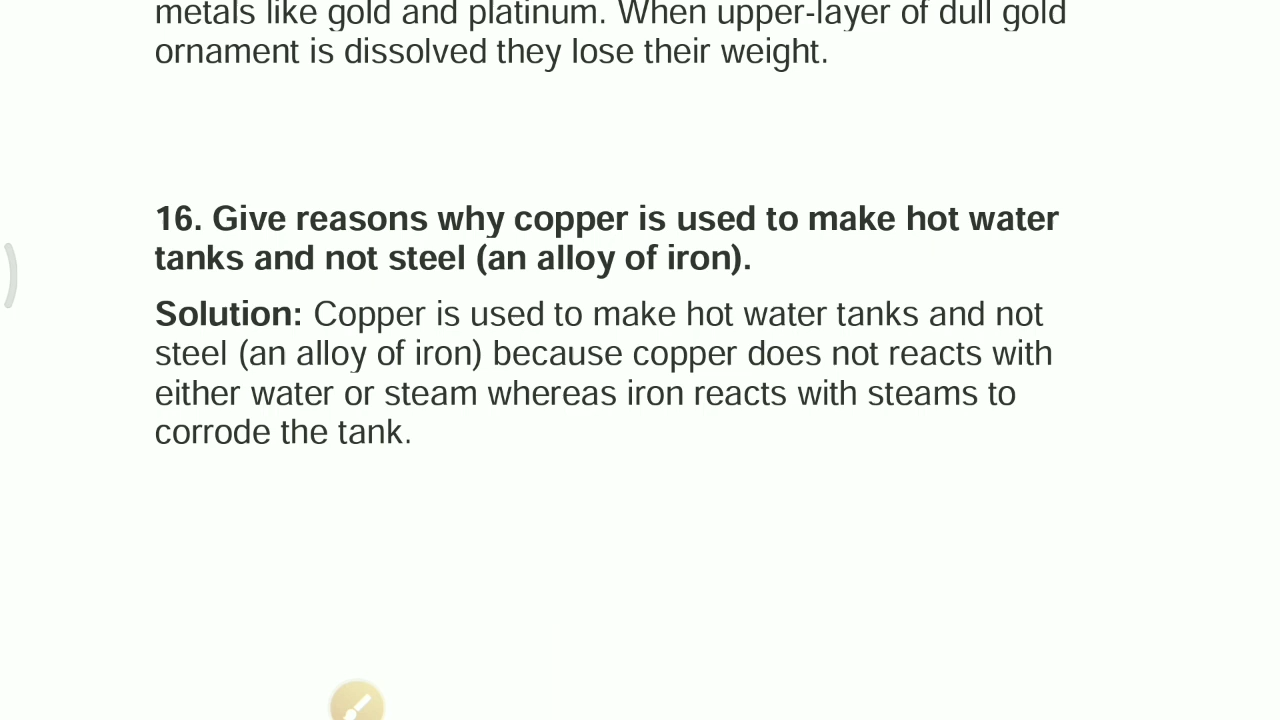 metals like gold and platinum. When upper-layer of dull gold
ornament is dissolved they lose their weight.
16. Give reasons why copper is used to make hot water
tanks and not steel (an alloy of iron).
Solution: Copper is used to make hot water tanks and not
steel (an alloy of iron) because copper does not reacts with
either water or steam whereas iron reacts with steams to
corrode the tank.